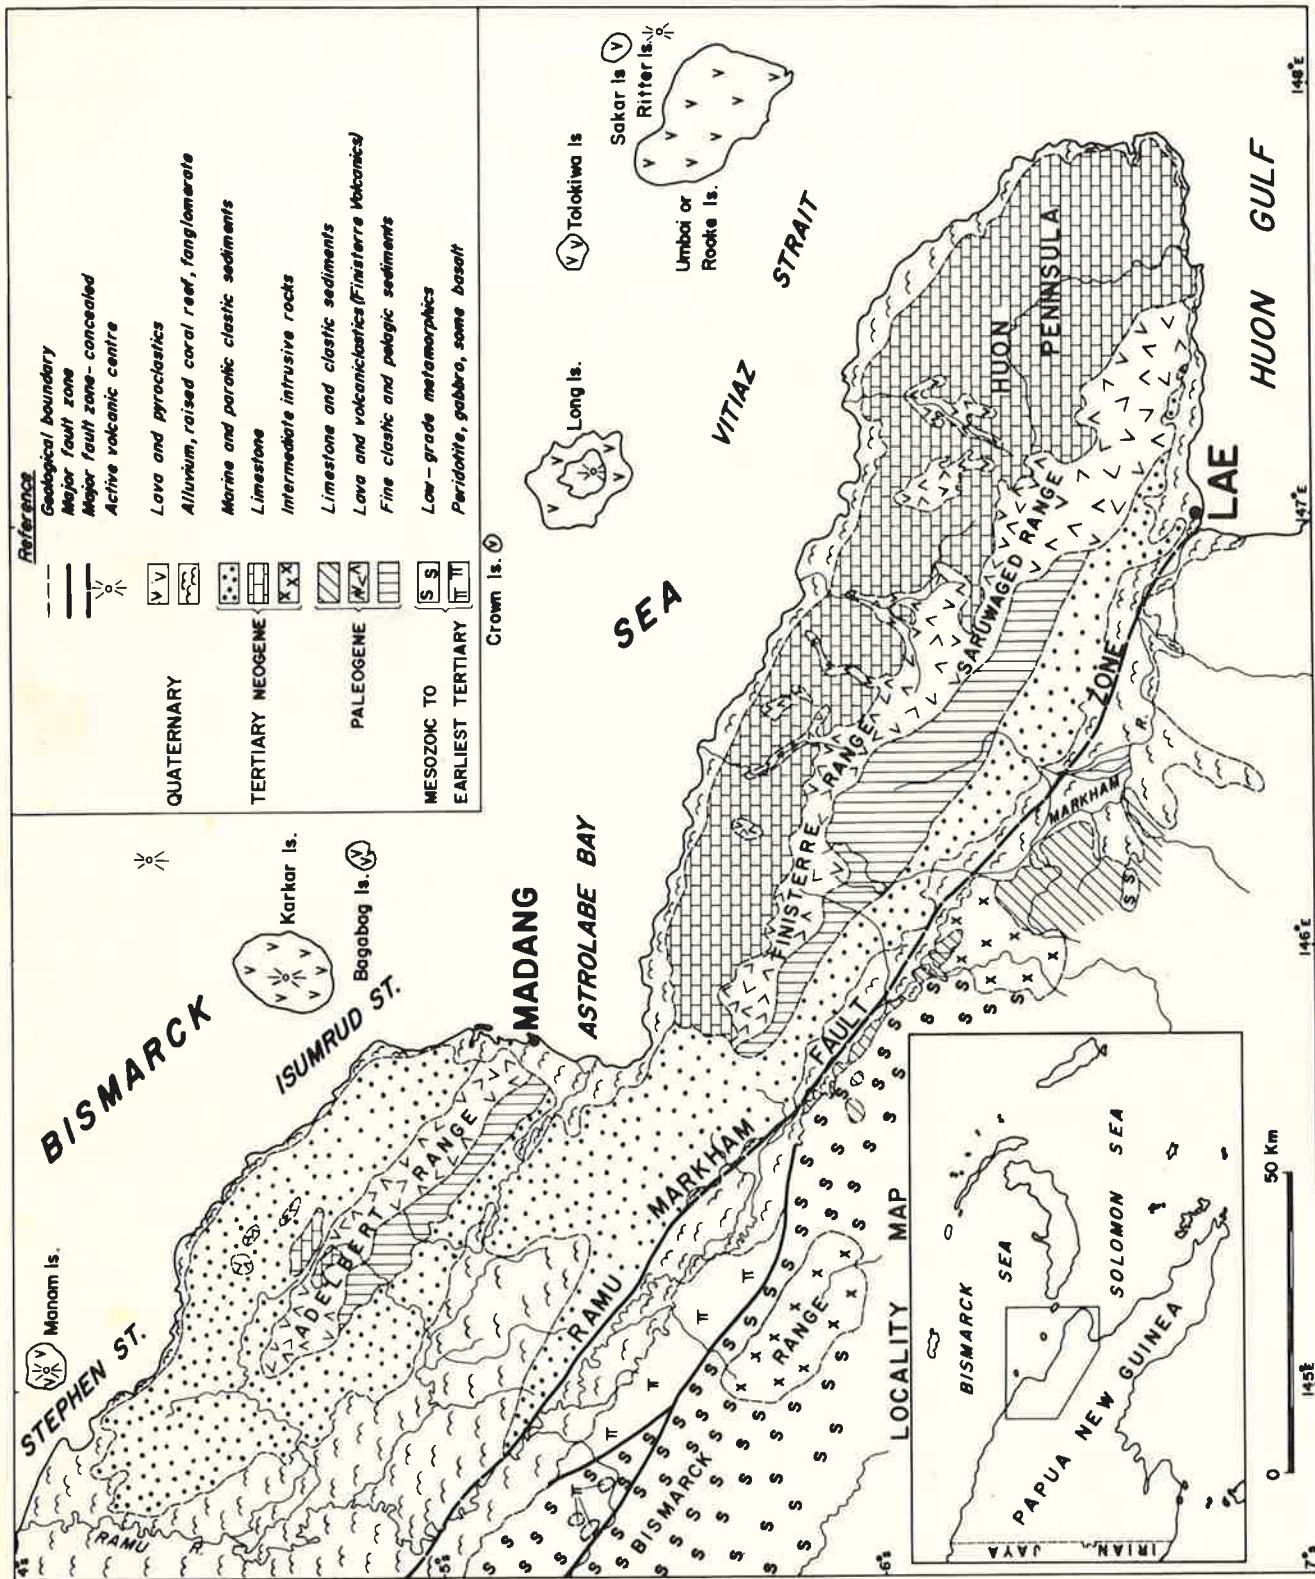 Reference
Geological boundary
Major fault zone
Major fault zone - concealed
Active volcanic centre
QUATERNARY
Lava and pyroclastics
Alluvium, raised coral reef, fanglomerate
TERTIARY NEOGENE
Marine and paralic clastic sediments
Limestone
Intermediate intrusive rocks
PALEOGENE
Limestone and clastic sediments
Lava and volcaniclastics (Finisterre Volcanics)
Fine clastic and pelagic sediments
MESOZOIC TO
EARLIEST TERTIARY
Low-grade metamorphics
Peridotite, gabbro, some basalt
BISMARCK
SEA
STEPHEN ST.
Manam Is.
ISUMRUD ST.
Karkar Is.
Bagabag Is.
Crown Is.
Long Is.
Tolokiwa Is
Sakar Is
Ritter Is.
Umboi or
Rooke Is.
VITIAZ
STRAIT
MADANG
ASTROLABE BAY
ADELBERT RANGE
RAMU R.
FINISTERRE RANGE
SARUWAGED RANGE
HUON
PENNSULA
RAMU MARKHAM FAULT ZONE
MARKHAM R.
LAE
HUON GULF
BISMARCK RANGE
4°S
5°S
6°S
7°S
145°E
146°E
147°E
148°E
0 50 Km
LOCALITY MAP
BISMARCK
SEA
SOLOMON SEA
PAPUA NEW GUINEA
IRIAN
JAYA